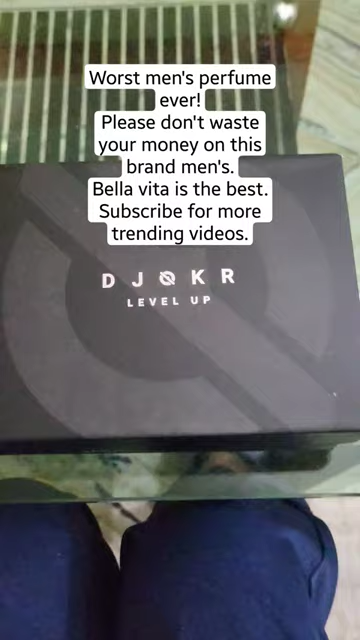 Worst men's perfume
ever!
Please don't waste
your money on this
brand men's.
Bella vita is the best.
Subscribe for more
trending videos.
DJOKR
LEVEL UP